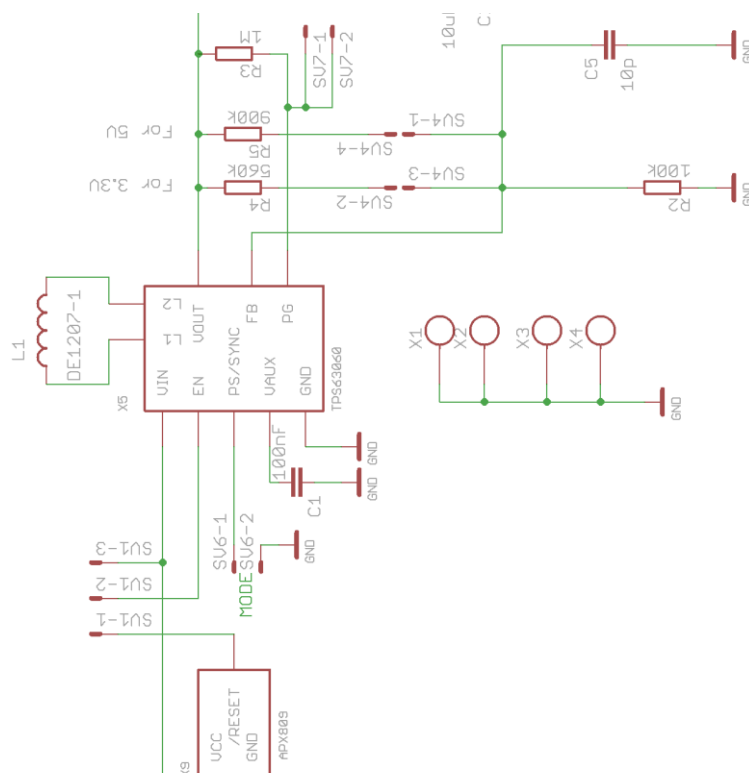 10u
C
1M
R3
SV7-1
SV7-2
C5
10p
GND
For 5V
900k
R5
SV4-4
SV4-1
For 3.3V
560k
R4
SV4-2
SV4-3
100k
R2
GND
L1
DE1207-1
L2
L1
VOUT
FB
PG
VIN
EN
PS/SYNC
VAUX
GND
X5
TPS63060
X1
X2
X3
X4
GND
100nF
C1
GND
GND
SV6-1
SV6-2
GND
MODE
SV1-3
SV1-2
SV1-1
VCC
/RESET
GND
APX809
X9